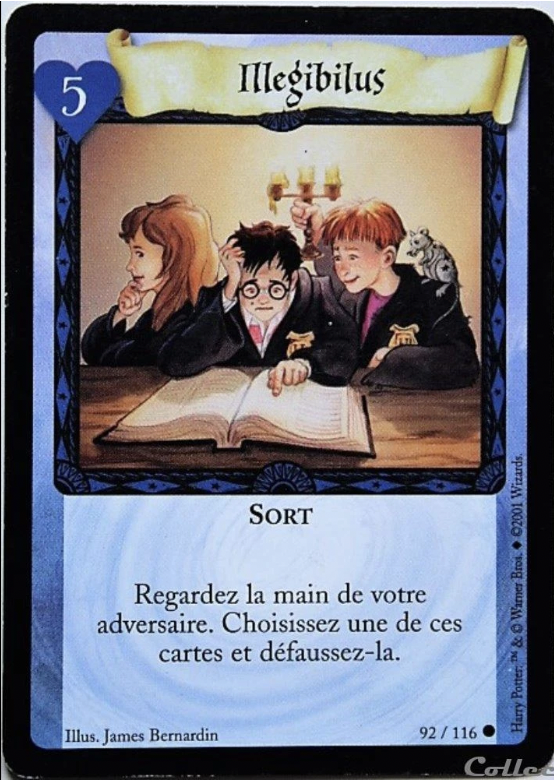 Illegibilus
5
SORT
Regardez la main de votre
adversaire. Choisissez une de ces
cartes et défaussez-la.
Illus. James Bernardin
92 / 116
Harry Potter ™ & © Warner Bros. ◆ ©2001 Wizards.